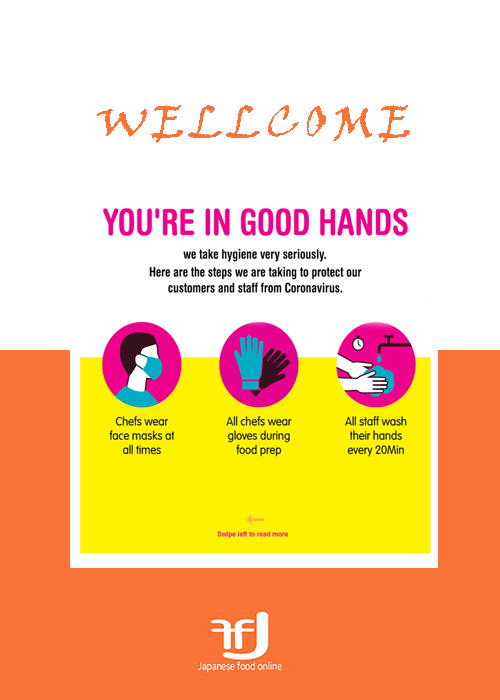 WELLCOME
YOU'RE IN GOOD HANDS
we take hygiene very seriously.
Here are the steps we are taking to protect our
customers and staff from Coronavirus.
Chefs wear
face masks at
all times
All chefs wear
gloves during
food prep
All staff wash
their hands
every 20Min
Swipe left to read more
Japanese food online